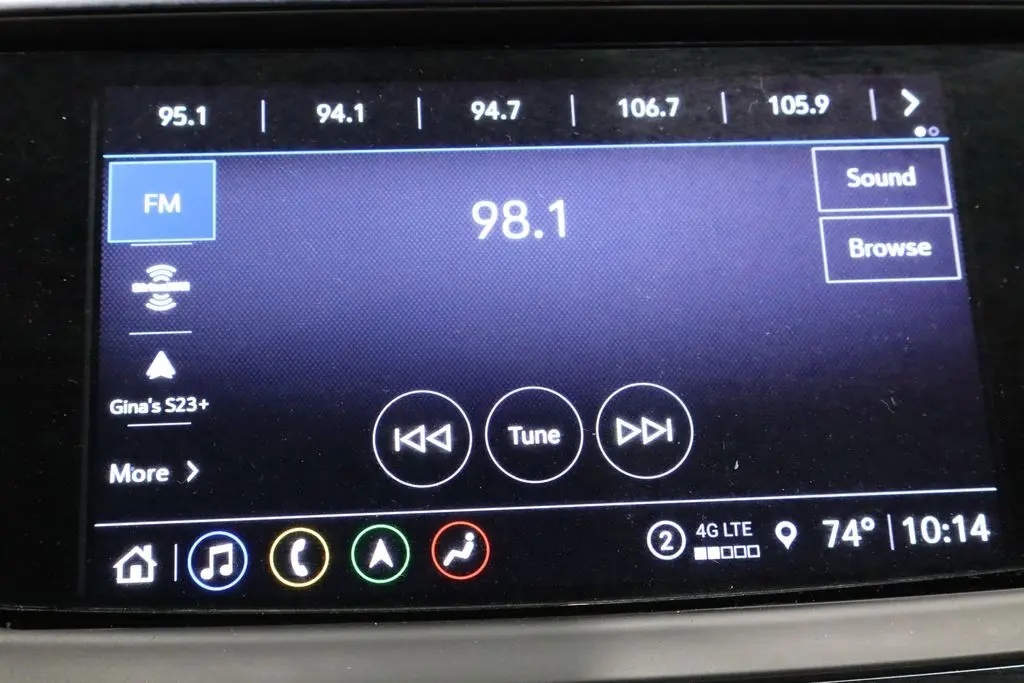 95.1 | 94.1 | 94.7 | 106.7 | 105.9
FM
98.1
Sound
Browse
SiriusXM
Gina's S23+
More
Tune
2 4G LTE 74° 10:14